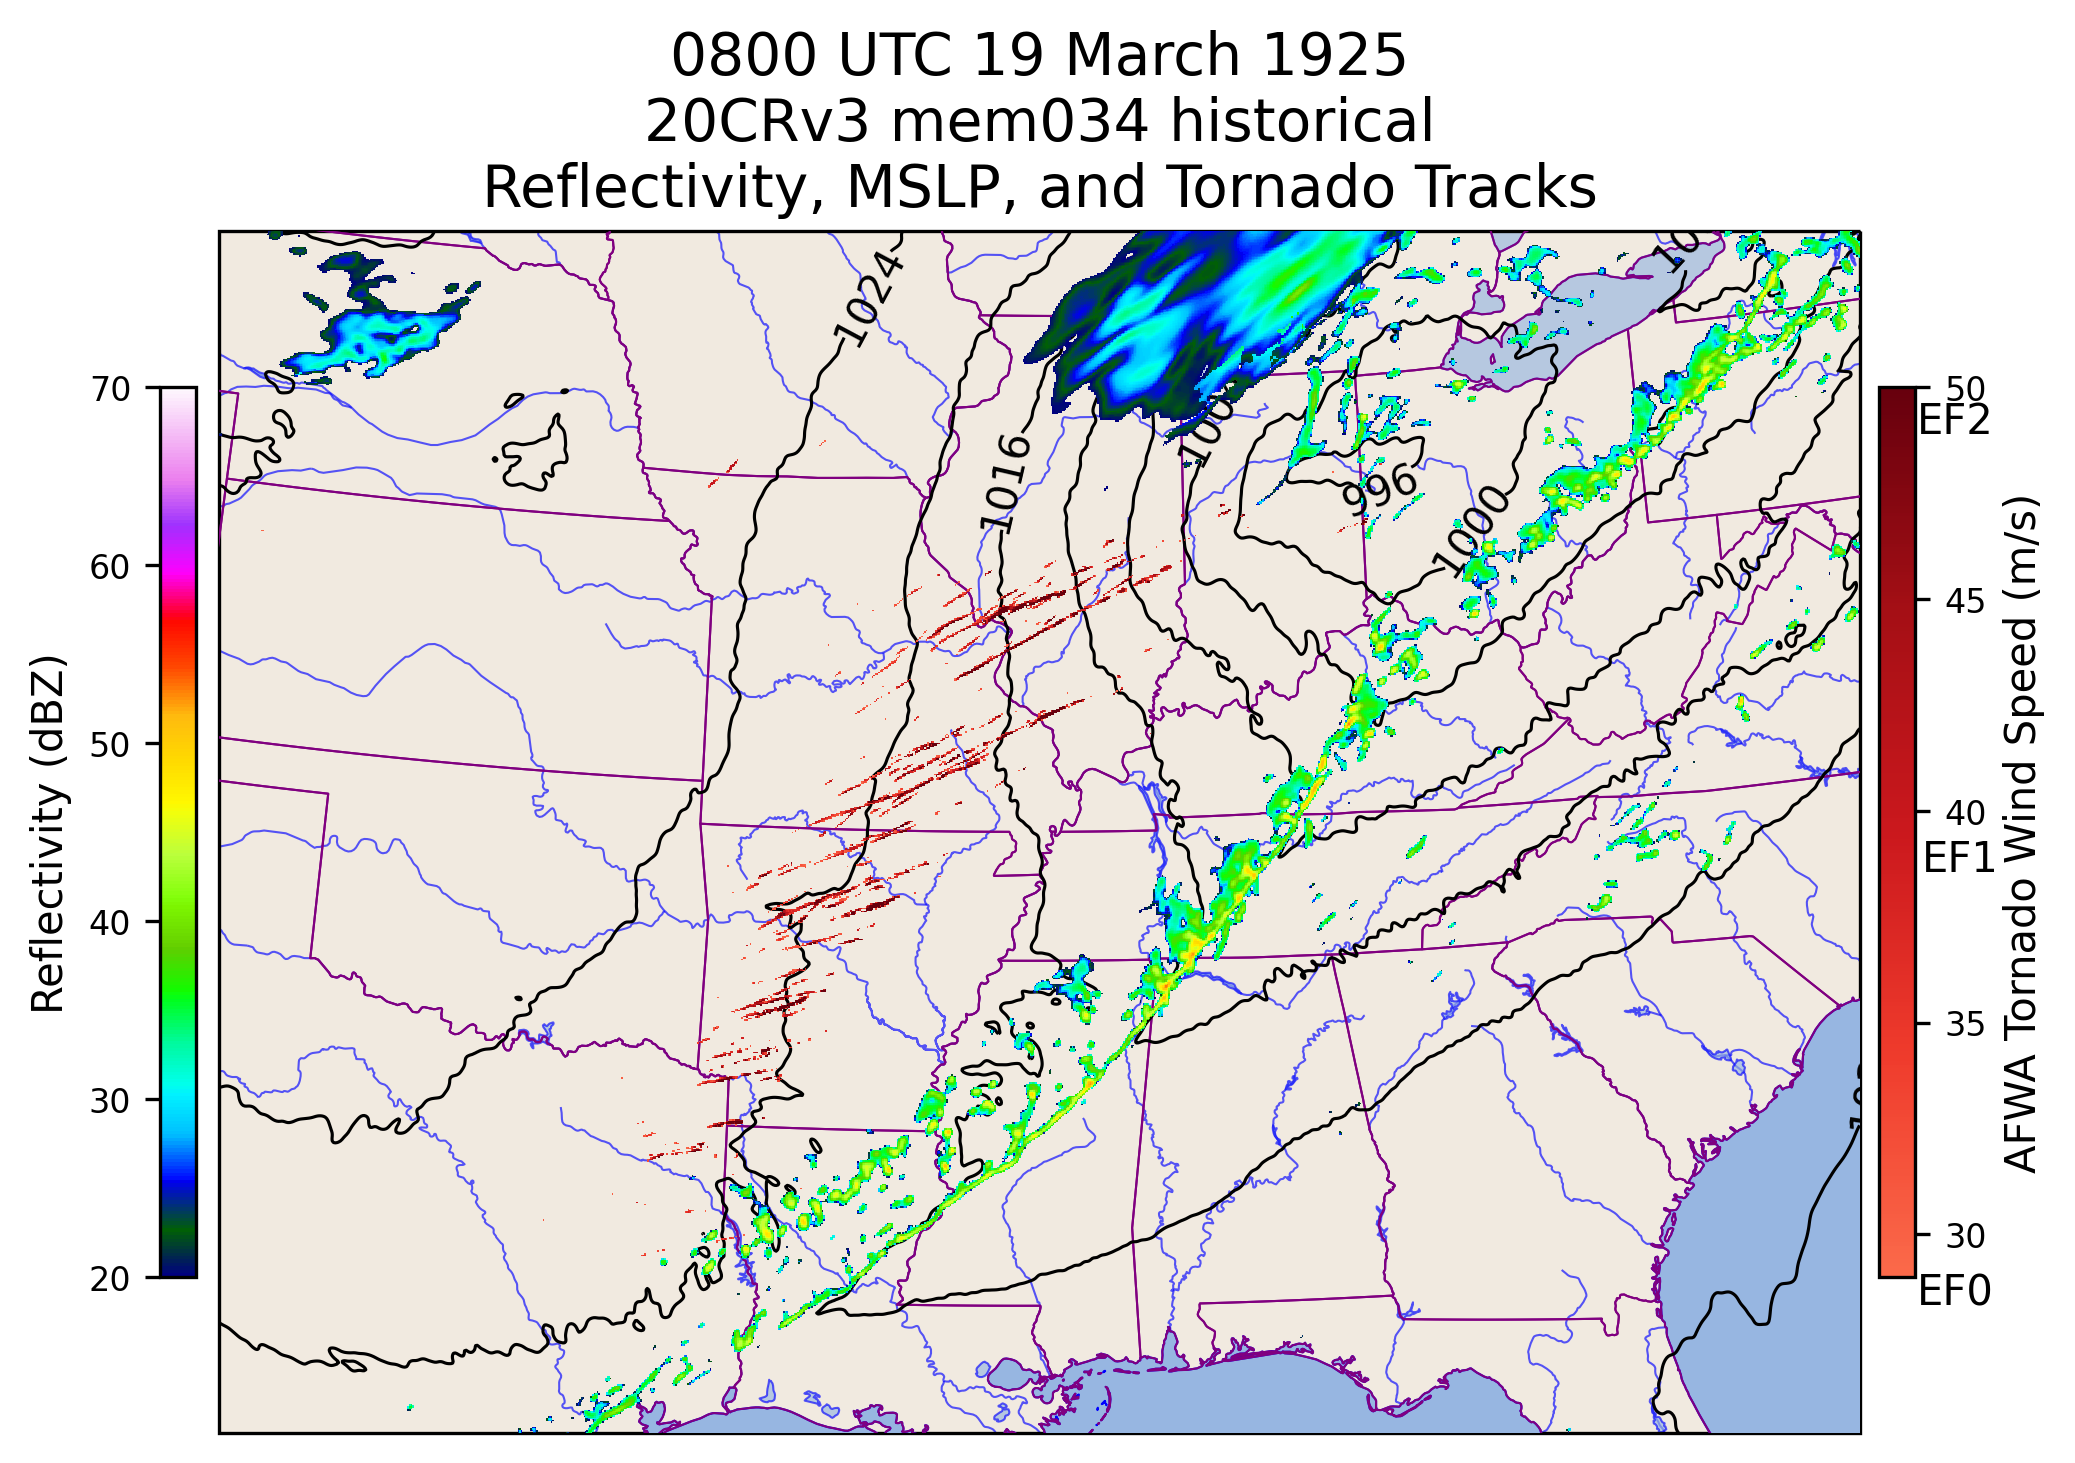 0800 UTC 19 March 1925
20CRv3 mem034 historical
Reflectivity, MSLP, and Tornado Tracks
Reflectivity (dBZ)
70
60
50
40
30
20
1024
1016
996
1000
50
EF2
45
40
EF1
35
30
EF0
AFWA Tornado Wind Speed (m/s)